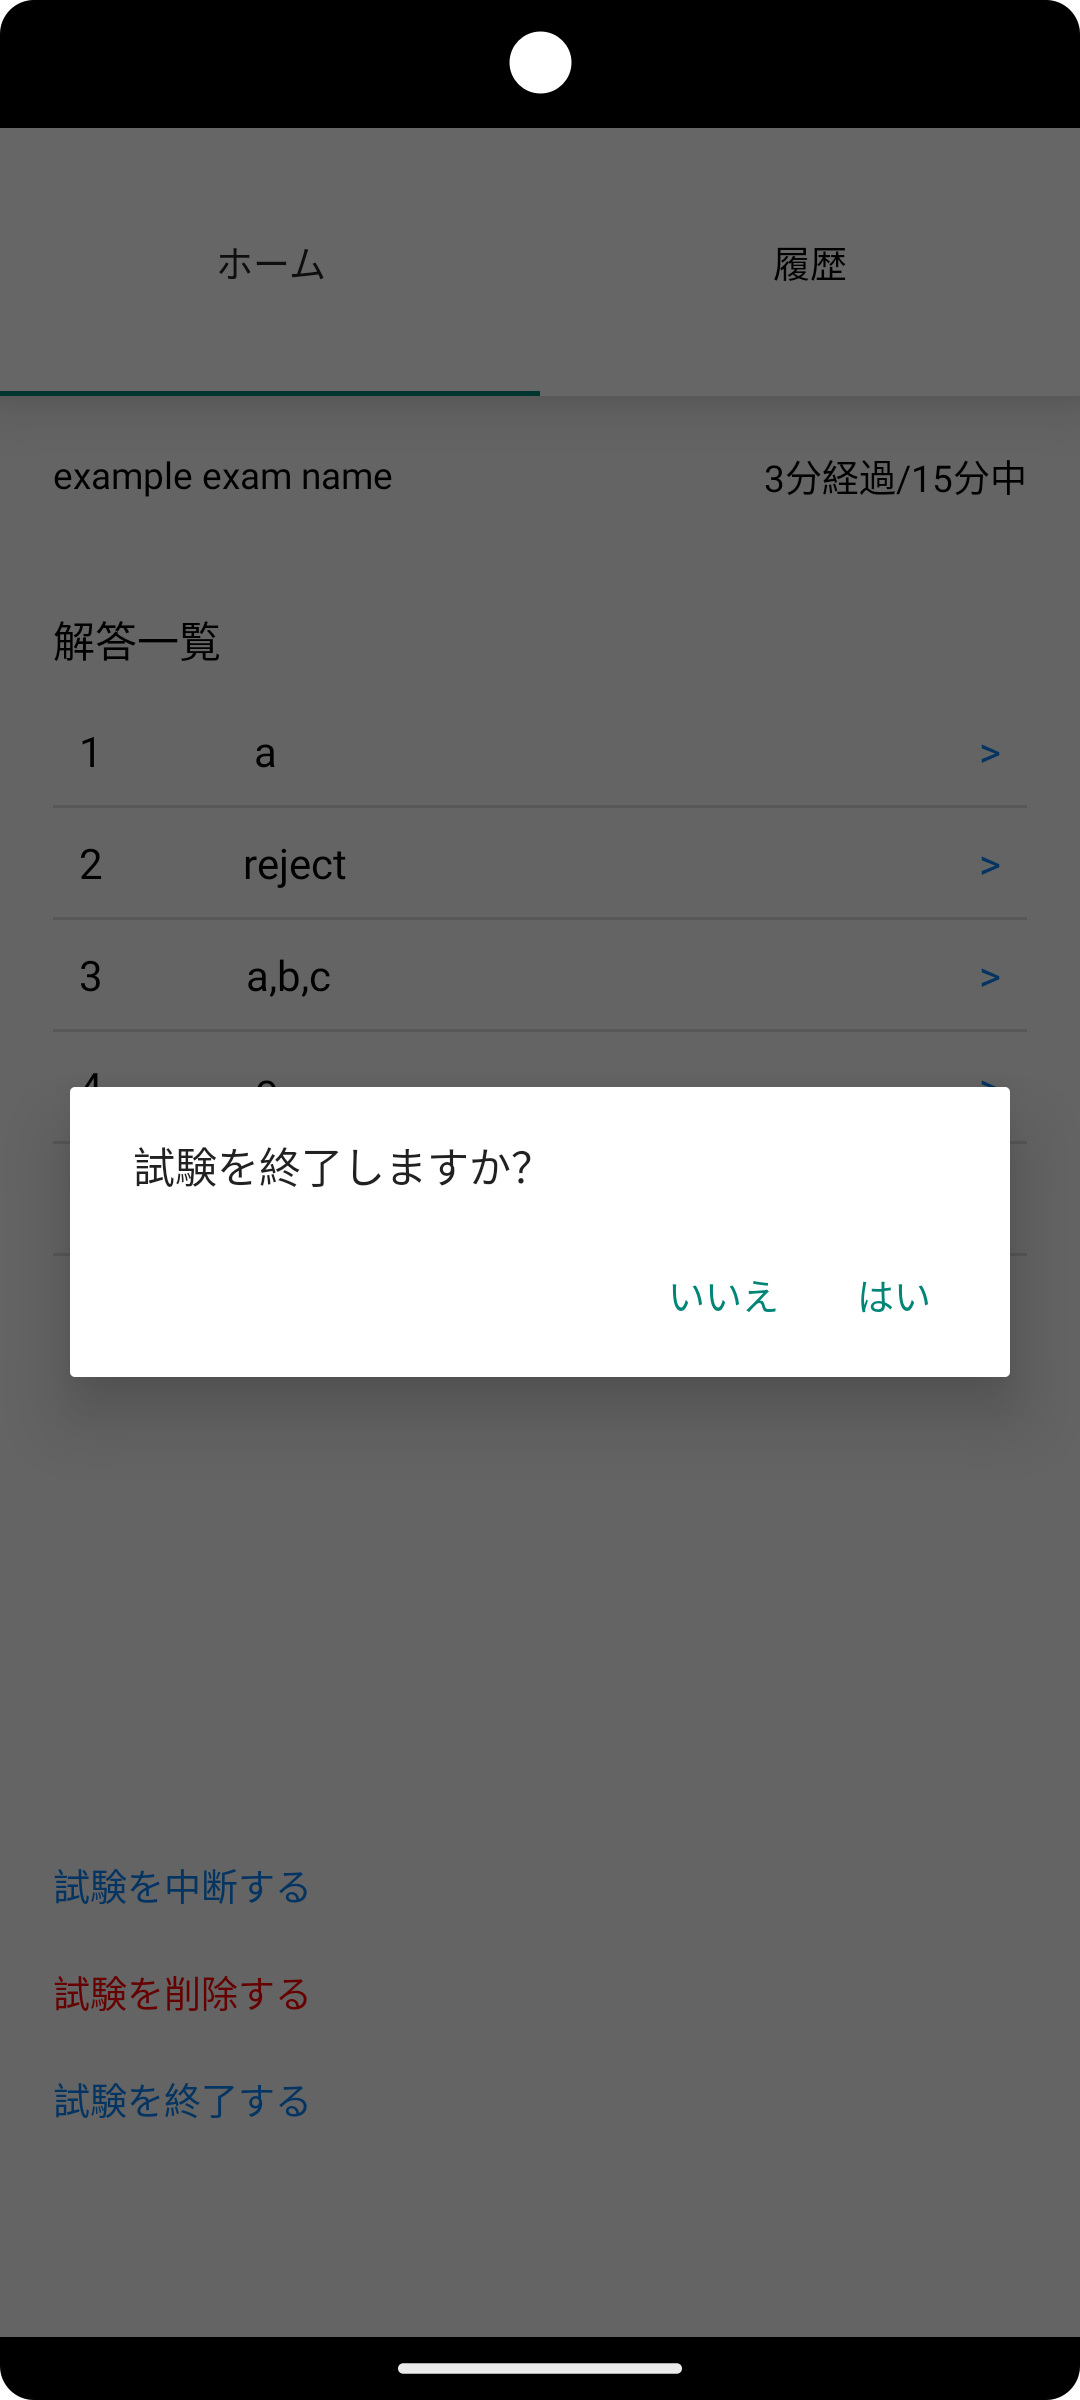 ホーム 履歴
example exam name 3分経過/15分中
解答一覧
1 a >
2 reject >
3 a,b,c >
試験を終了しますか？
いいえ はい
試験を中断する
試験を削除する
試験を終了する